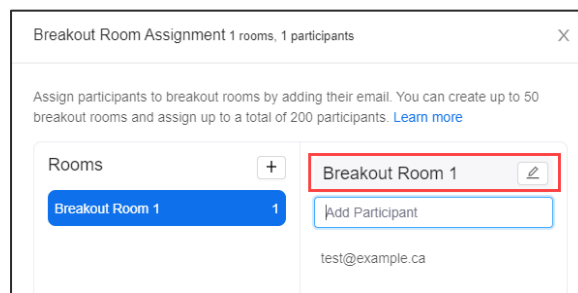 Breakout Room Assignment 1 rooms, 1 participants
Assign participants to breakout rooms by adding their email. You can create up to 50
breakout rooms and assign up to a total of 200 participants. Learn more
Rooms
Breakout Room 1 1
Breakout Room 1
Add Participant
test@example.ca